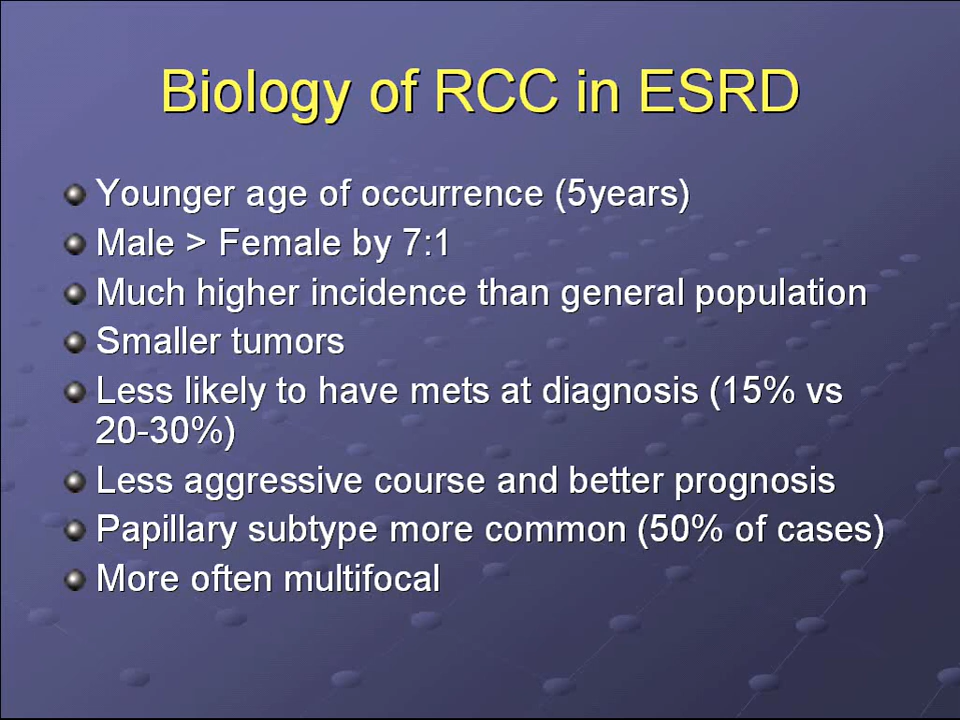 Biology of RCC in ESRD
Younger age of occurrence (5years)
Male > Female by 7:1
Much higher incidence than general population
Smaller tumors
Less likely to have mets at diagnosis (15% vs
20-30%)
Less aggressive course and better prognosis
Papillary subtype more common (50% of cases)
More often multifocal